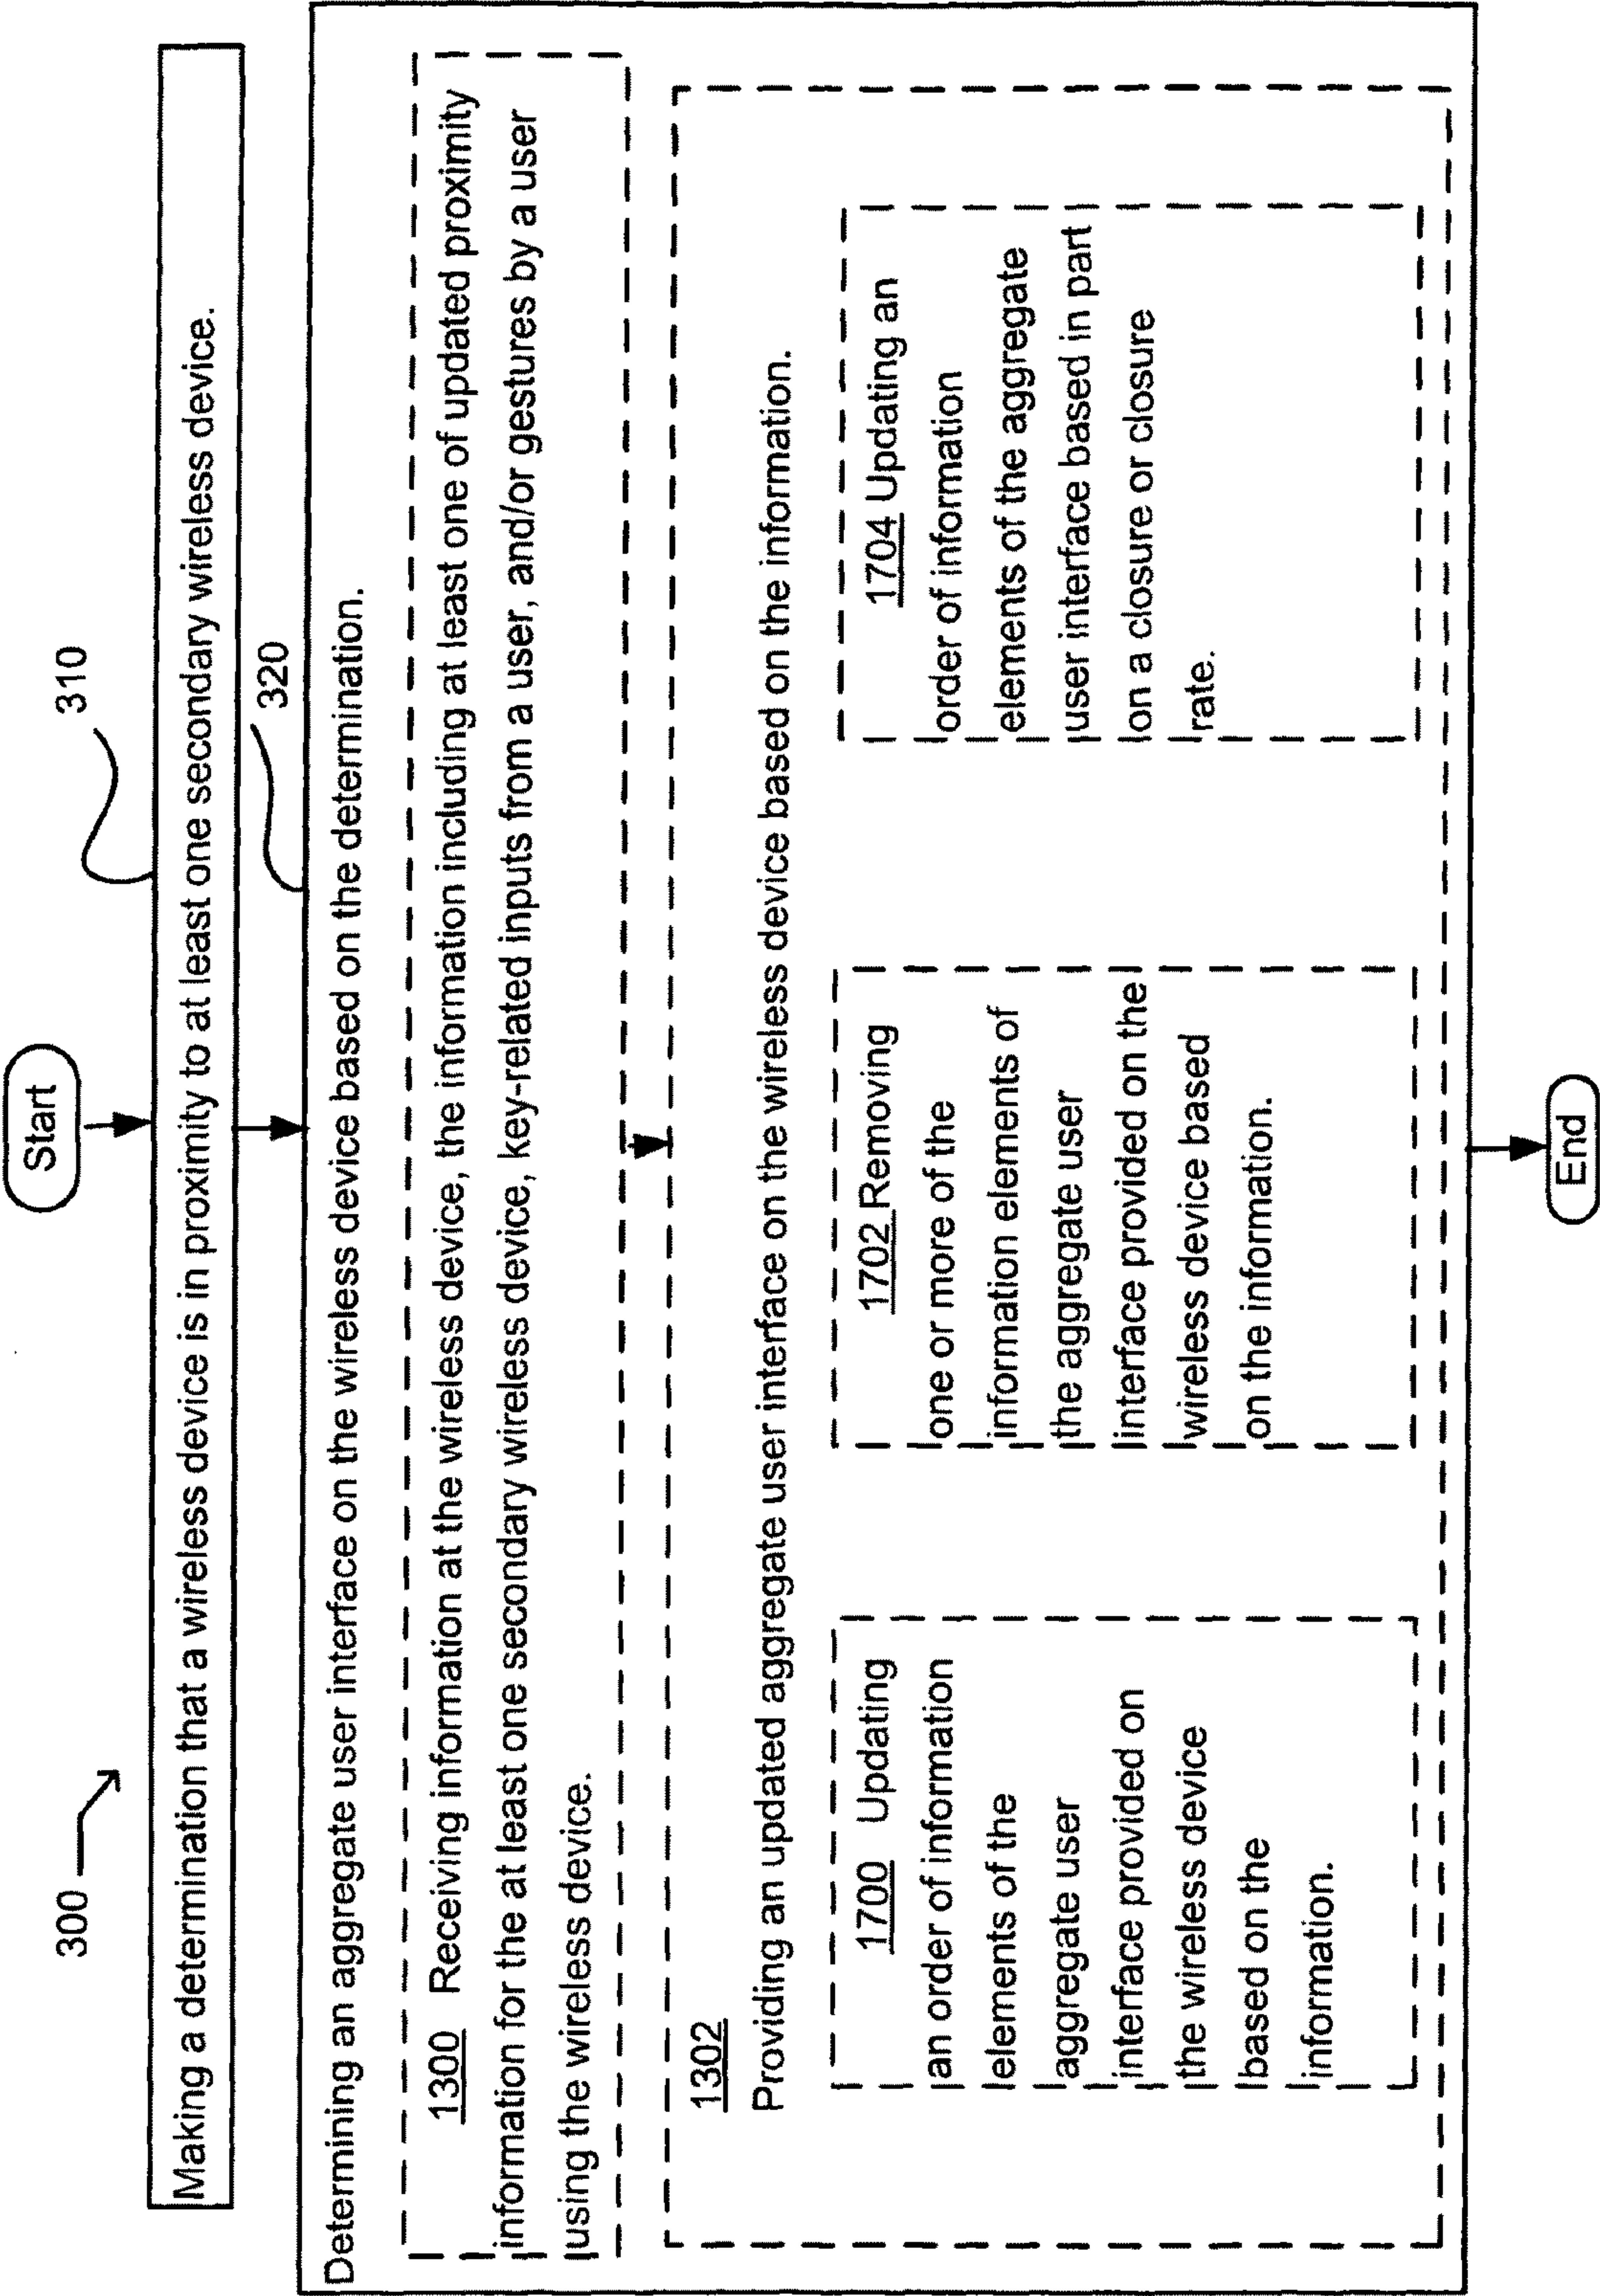 Start
300
310
Making a determination that a wireless device is in proximity to at least one secondary wireless device.
320
Determining an aggregate user interface on the wireless device based on the determination.
1300 Receiving information at the wireless device, the information including at least one of updated proximity
information for the at least one secondary wireless device, key-related inputs from a user, and/or gestures by a user
using the wireless device.
1302
Providing an updated aggregate user interface on the wireless device based on the information.
1700 Updating
an order of information
elements of the
aggregate user
interface provided on
the wireless device
based on the
information.
1702 Removing
one or more of the
information elements of
the aggregate user
interface provided on the
wireless device based
on the information.
1704 Updating an
order of information
elements of the aggregate
user interface based in part
on a closure or closure
rate.
End